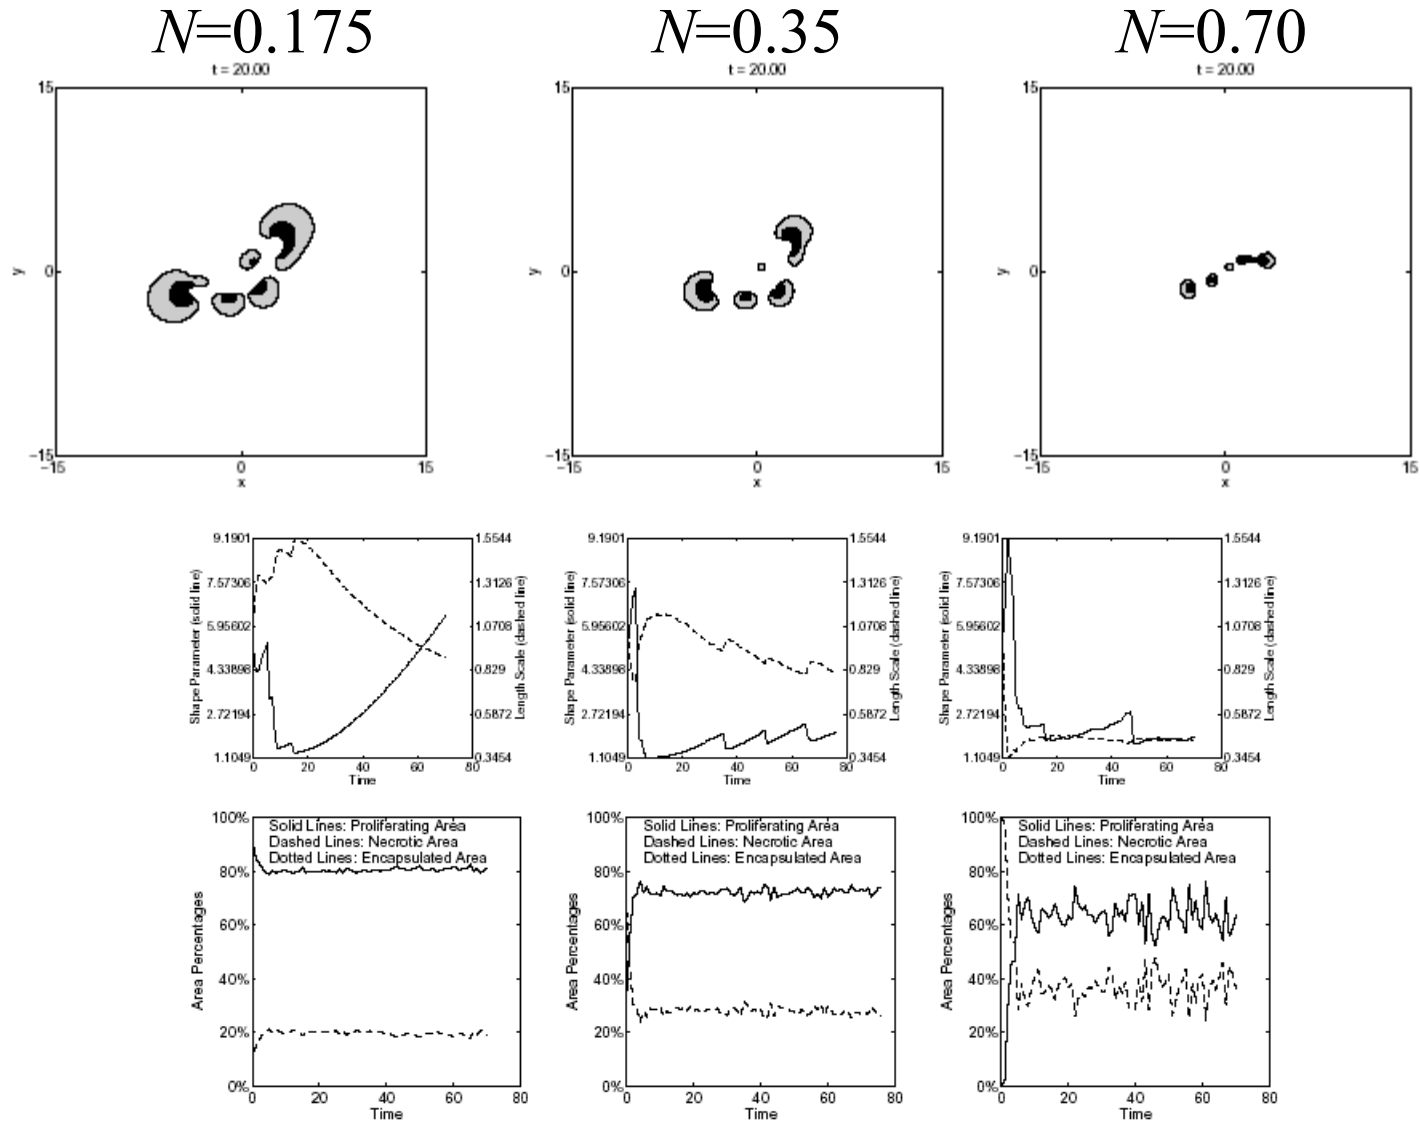 N=0.175 N=0.35 N=0.70
t = 20.00 t = 20.00 t = 20.00
15 15 15
y y y
0 0 0
−15 −15 −15
−15 0 15 −15 0 15 −15 0 15
x x x
Shape Parameter (solid line)
9.1901
7.57306
5.95602
4.33898
2.72194
1.1049
1.5544
1.3126
1.0708
0.829
0.5872
0.3454
Length Scale (dashed line)
0 20 40 60 80
Time
Shape Parameter (solid line)
9.1901
7.57306
5.95602
4.33898
2.72194
1.1049
1.5544
1.3126
1.0708
0.829
0.5872
0.3454
Length Scale (dashed line)
0 20 40 60 80
Time
Shape Parameter (solid line)
9.1901
7.57306
5.95602
4.33898
2.72194
1.1049
1.5544
1.3126
1.0708
0.829
0.5872
0.3454
Length Scale (dashed line)
0 20 40 60 80
Time
Area Percentages
100%
80%
60%
40%
20%
0%
Solid Lines: Proliferating Area
Dashed Lines: Necrotic Area
Dotted Lines: Encapsulated Area
0 20 40 60 80
Time
Area Percentages
100%
80%
60%
40%
20%
0%
Solid Lines: Proliferating Area
Dashed Lines: Necrotic Area
Dotted Lines: Encapsulated Area
0 20 40 60 80
Time
Area Percentages
100%
80%
60%
40%
20%
0%
Solid Lines: Proliferating Area
Dashed Lines: Necrotic Area
Dotted Lines: Encapsulated Area
0 20 40 60 80
Time